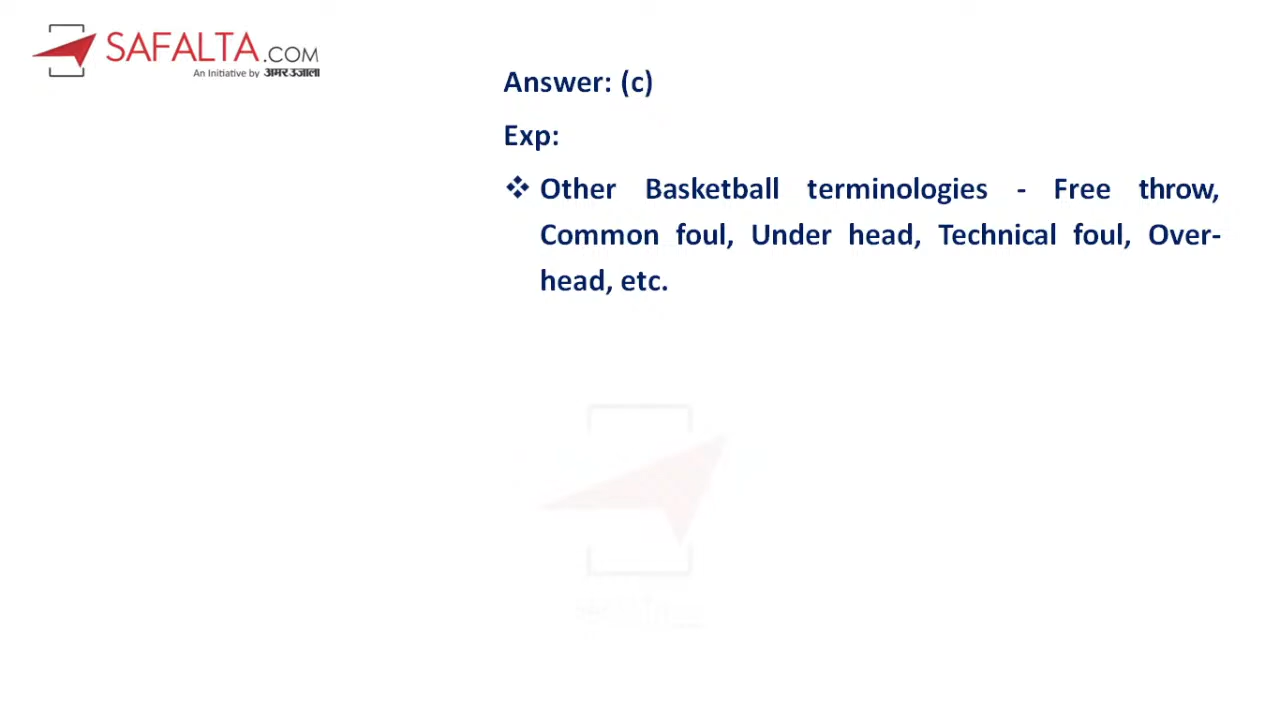 SAFALTA.COM
An Initiative by अमर उजाला
Answer: (c)
Exp:
❖ Other Basketball terminologies - Free throw,
Common foul, Under head, Technical foul, Over-
head, etc.